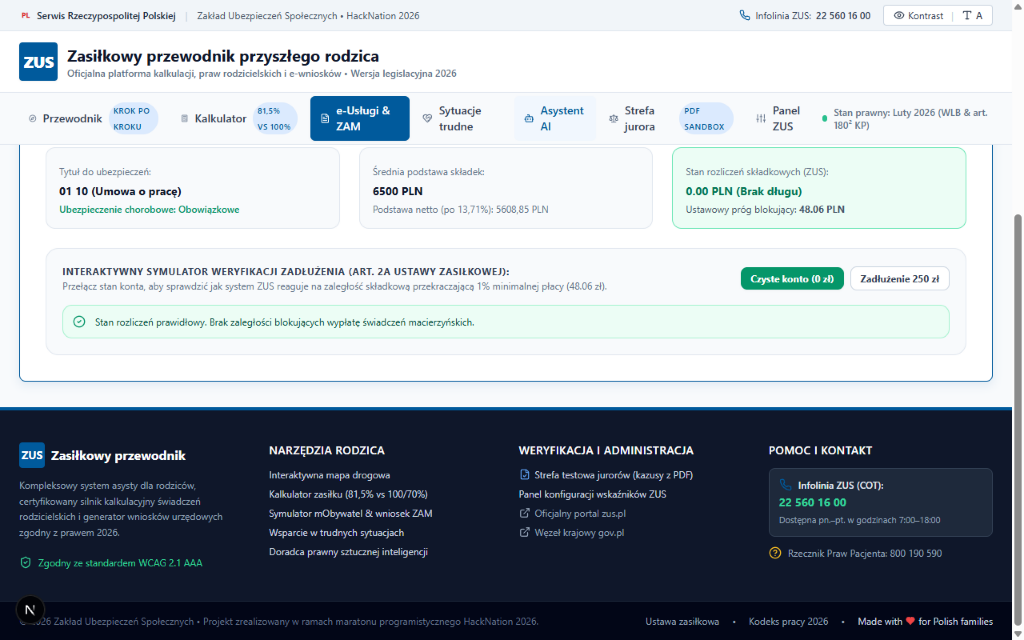 PL Serwis Rzeczypospolitej Polskiej | Zakład Ubezpieczeń Społecznych • HackNation 2026
Infolinia ZUS: 22 560 16 00
Kontrast | A
ZUS
Zasiłkowy przewodnik przyszłego rodzica
Oficjalna platforma kalkulacji, praw rodzicielskich i e-wniosków • Wersja legislacyjna 2026
Przewodnik
KROK PO KROKU
Kalkulator
81,5% VS 100%
e-Usługi & ZAM
Sytuacje trudne
Asystent AI
Strefa jurora
PDF SANDBOX
Panel ZUS
Stan prawny: Luty 2026 (WLB & art. 180² KP)
Tytuł do ubezpieczeń:
01 10 (Umowa o pracę)
Ubezpieczenie chorobowe: Obowiązkowe
Średnia podstawa składek:
6500 PLN
Podstawa netto (po 13,71%): 5608,85 PLN
Stan rozliczeń składkowych (ZUS):
0.00 PLN (Brak długu)
Ustawowy próg blokujący: 48.06 PLN
INTERAKTYWNY SYMULATOR WERYFIKACJI ZADŁUŻENIA (ART. 2A USTAWY ZASIŁKOWEJ):
Przełącz stan konta, aby sprawdzić jak system ZUS reaguje na zaległość składkową przekraczającą 1% minimalnej płacy (48.06 zł).
Czyste konto (0 zł)
Zadłużenie 250 zł
Stan rozliczeń prawidłowy. Brak zaległości blokujących wypłatę świadczeń macierzyńskich.
ZUS Zasiłkowy przewodnik
Kompleksowy system asysty dla rodziców,
certyfikowany silnik kalkulacyjny świadczeń
rodzicielskich i generator wniosków urzędowych
zgodny z prawem 2026.
Zgodny ze standardem WCAG 2.1 AAA
NARZĘDZIA RODZICA
Interaktywna mapa drogowa
Kalkulator zasiłku (81,5% vs 100/70%)
Symulator mObywatel & wniosek ZAM
Wsparcie w trudnych sytuacjach
Doradca prawny sztucznej inteligencji
WERYFIKACJA I ADMINISTRACJA
Strefa testowa jurorów (kazusy z PDF)
Panel konfiguracji wskaźników ZUS
Oficjalny portal zus.pl
Węzeł krajowy gov.pl
POMOC I KONTAKT
Infolinia ZUS (COT):
22 560 16 00
Dostępna pn.–pt. w godzinach 7:00–18:00
Rzecznik Praw Pacjenta: 800 190 590
N
2026 Zakład Ubezpieczeń Społecznych • Projekt zrealizowany w ramach maratonu programistycznego HackNation 2026.
Ustawa zasiłkowa • Kodeks pracy 2026 • Made with ❤ for Polish families